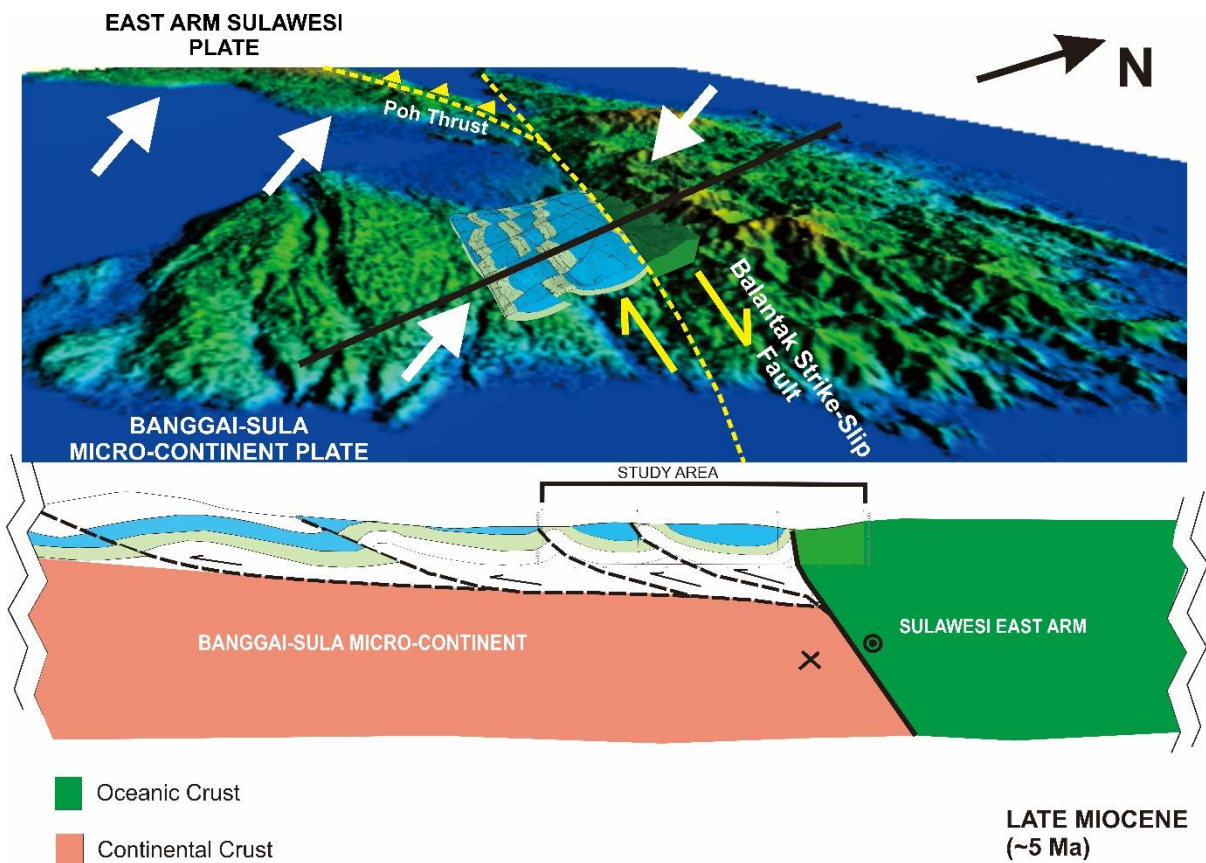 EAST ARM SULAWESI
PLATE
N
Poh Thrust
Balantak Strike-Slip
Fault
BANGGAI-SULA
MICRO-CONTINENT PLATE
STUDY AREA
BANGGAI-SULA MICRO-CONTINENT
SULAWESI EAST ARM
Oceanic Crust
Continental Crust
LATE MIOCENE
(~5 Ma)